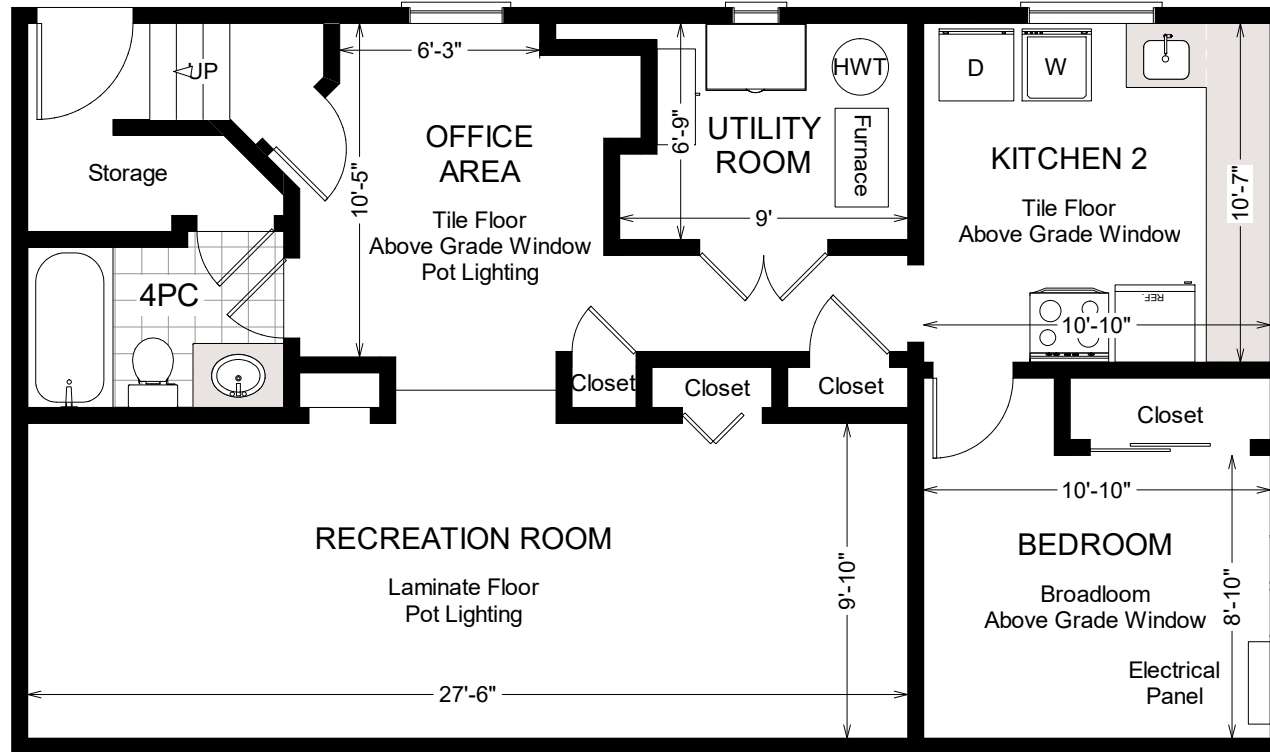 UP
6'-3"
HWT
D
W
OFFICE
AREA
6'-9"
UTILITY
ROOM
Furnace
KITCHEN 2
Storage
10'-5"
10'-7"
Tile Floor
Above Grade Window
Pot Lighting
9'
Tile Floor
Above Grade Window
4PC
REF.
10'-10"
Closet
Closet
Closet
Closet
10'-10"
RECREATION ROOM
Laminate Floor
Pot Lighting
9'-10"
BEDROOM
Broadloom
Above Grade Window
8'-10"
Electrical
Panel
27'-6"